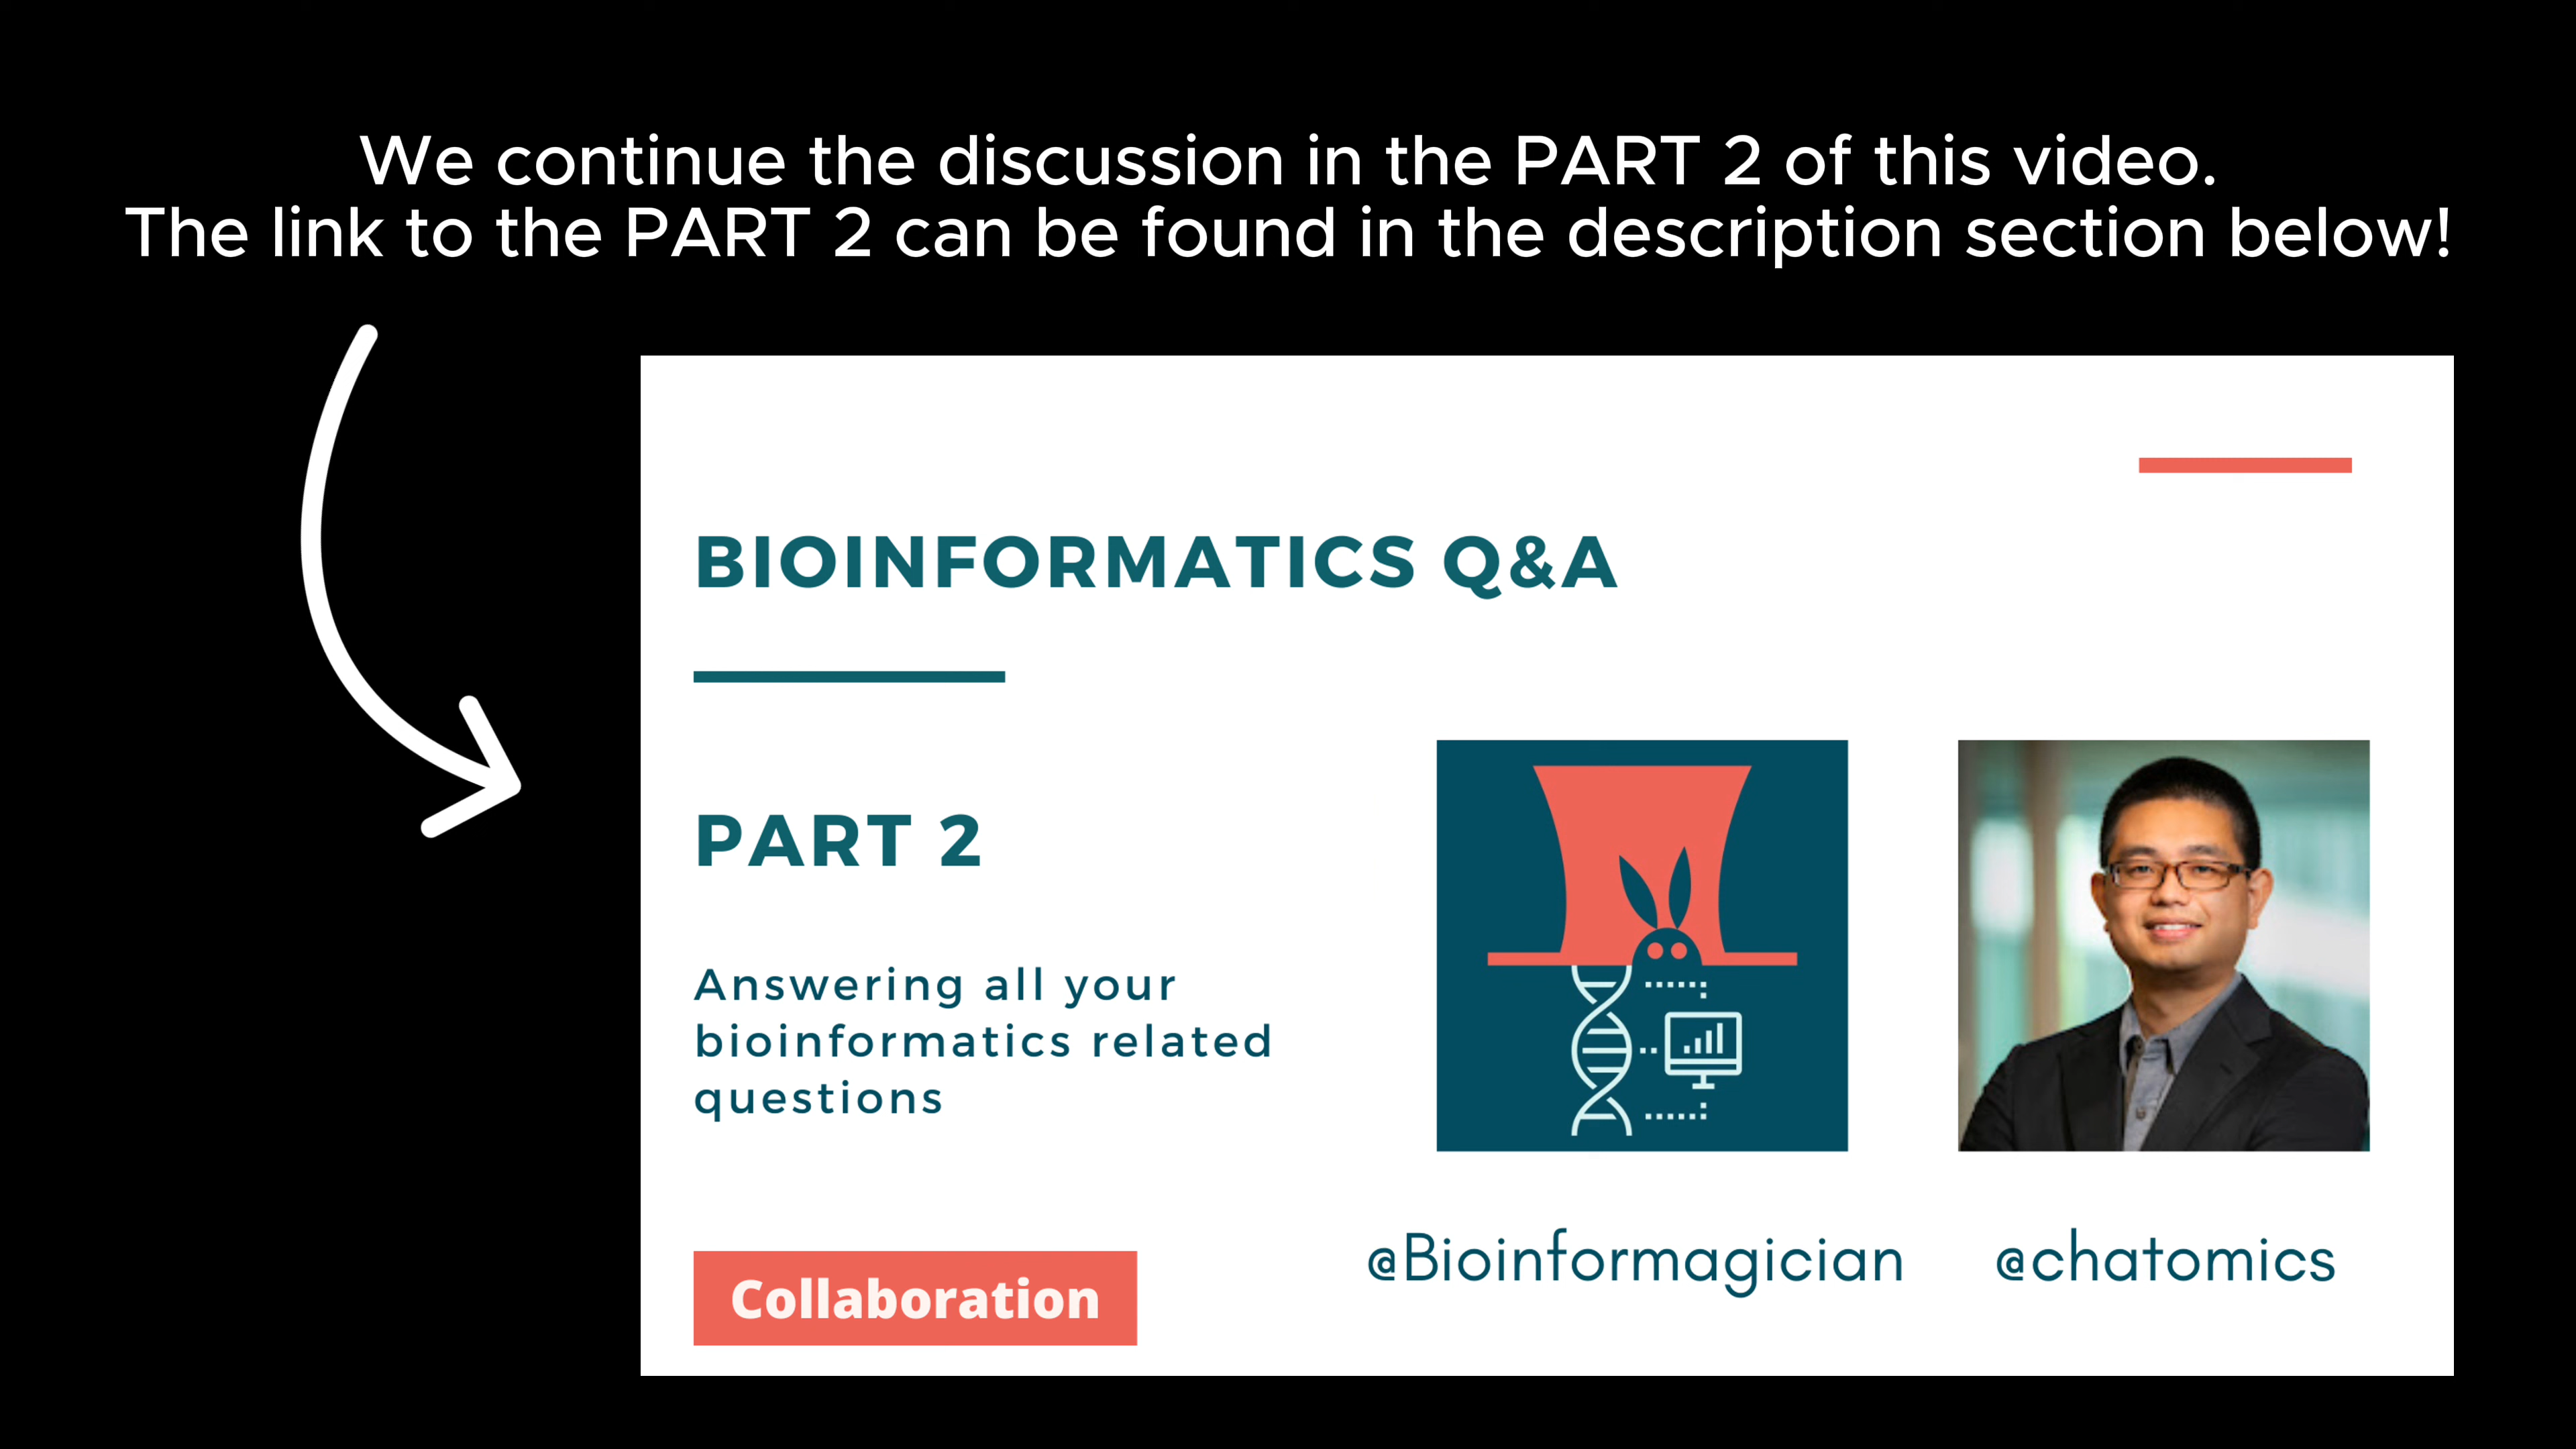 We continue the discussion in the PART 2 of this video.
The link to the PART 2 can be found in the description section below!
BIOINFORMATICS Q&A
PART 2
Answering all your
bioinformatics related
questions
Collaboration
@Bioinformagician
@chatomics